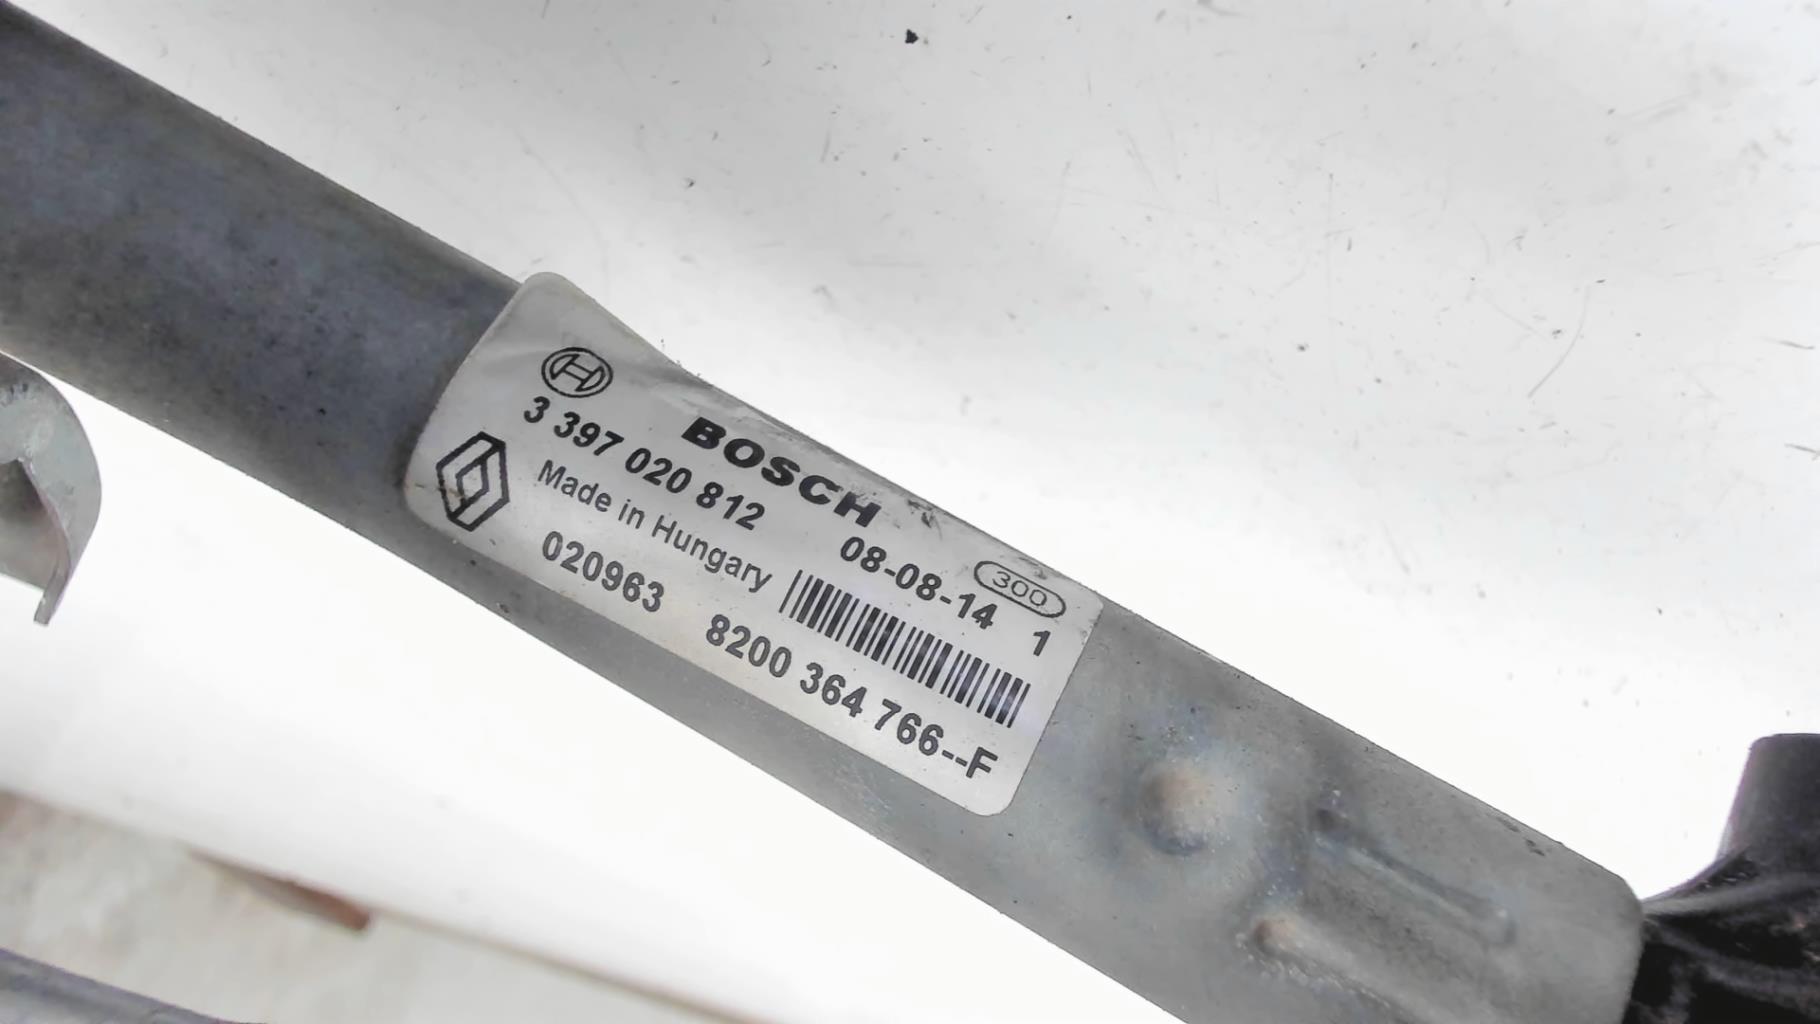 BOSCH
3 397 020 812 08-08-14 300
Made in Hungary 1
020963 8200 364 766--F